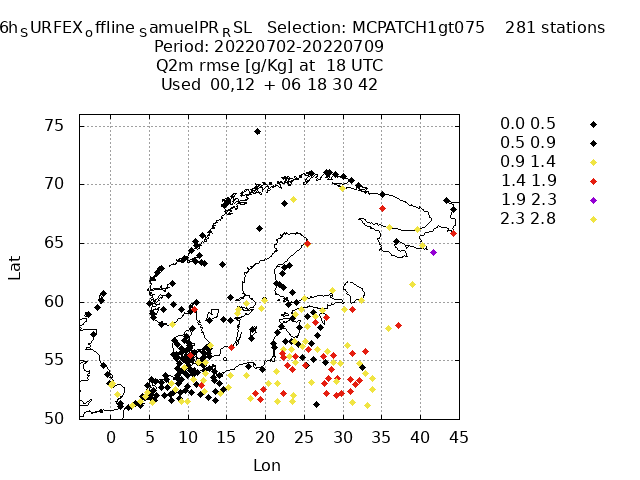 6h_SURFEX_offline_SamuelPR_RSL Selection: MCPATCH1gt075 281 stations
Period: 20220702-20220709
Q2m rmse [g/Kg] at 18 UTC
Used 00,12 + 06 18 30 42
0.0 0.5
0.5 0.9
0.9 1.4
1.4 1.9
1.9 2.3
2.3 2.8
75
70
65
60
55
50
Lat
0 5 10 15 20 25 30 35 40 45
Lon